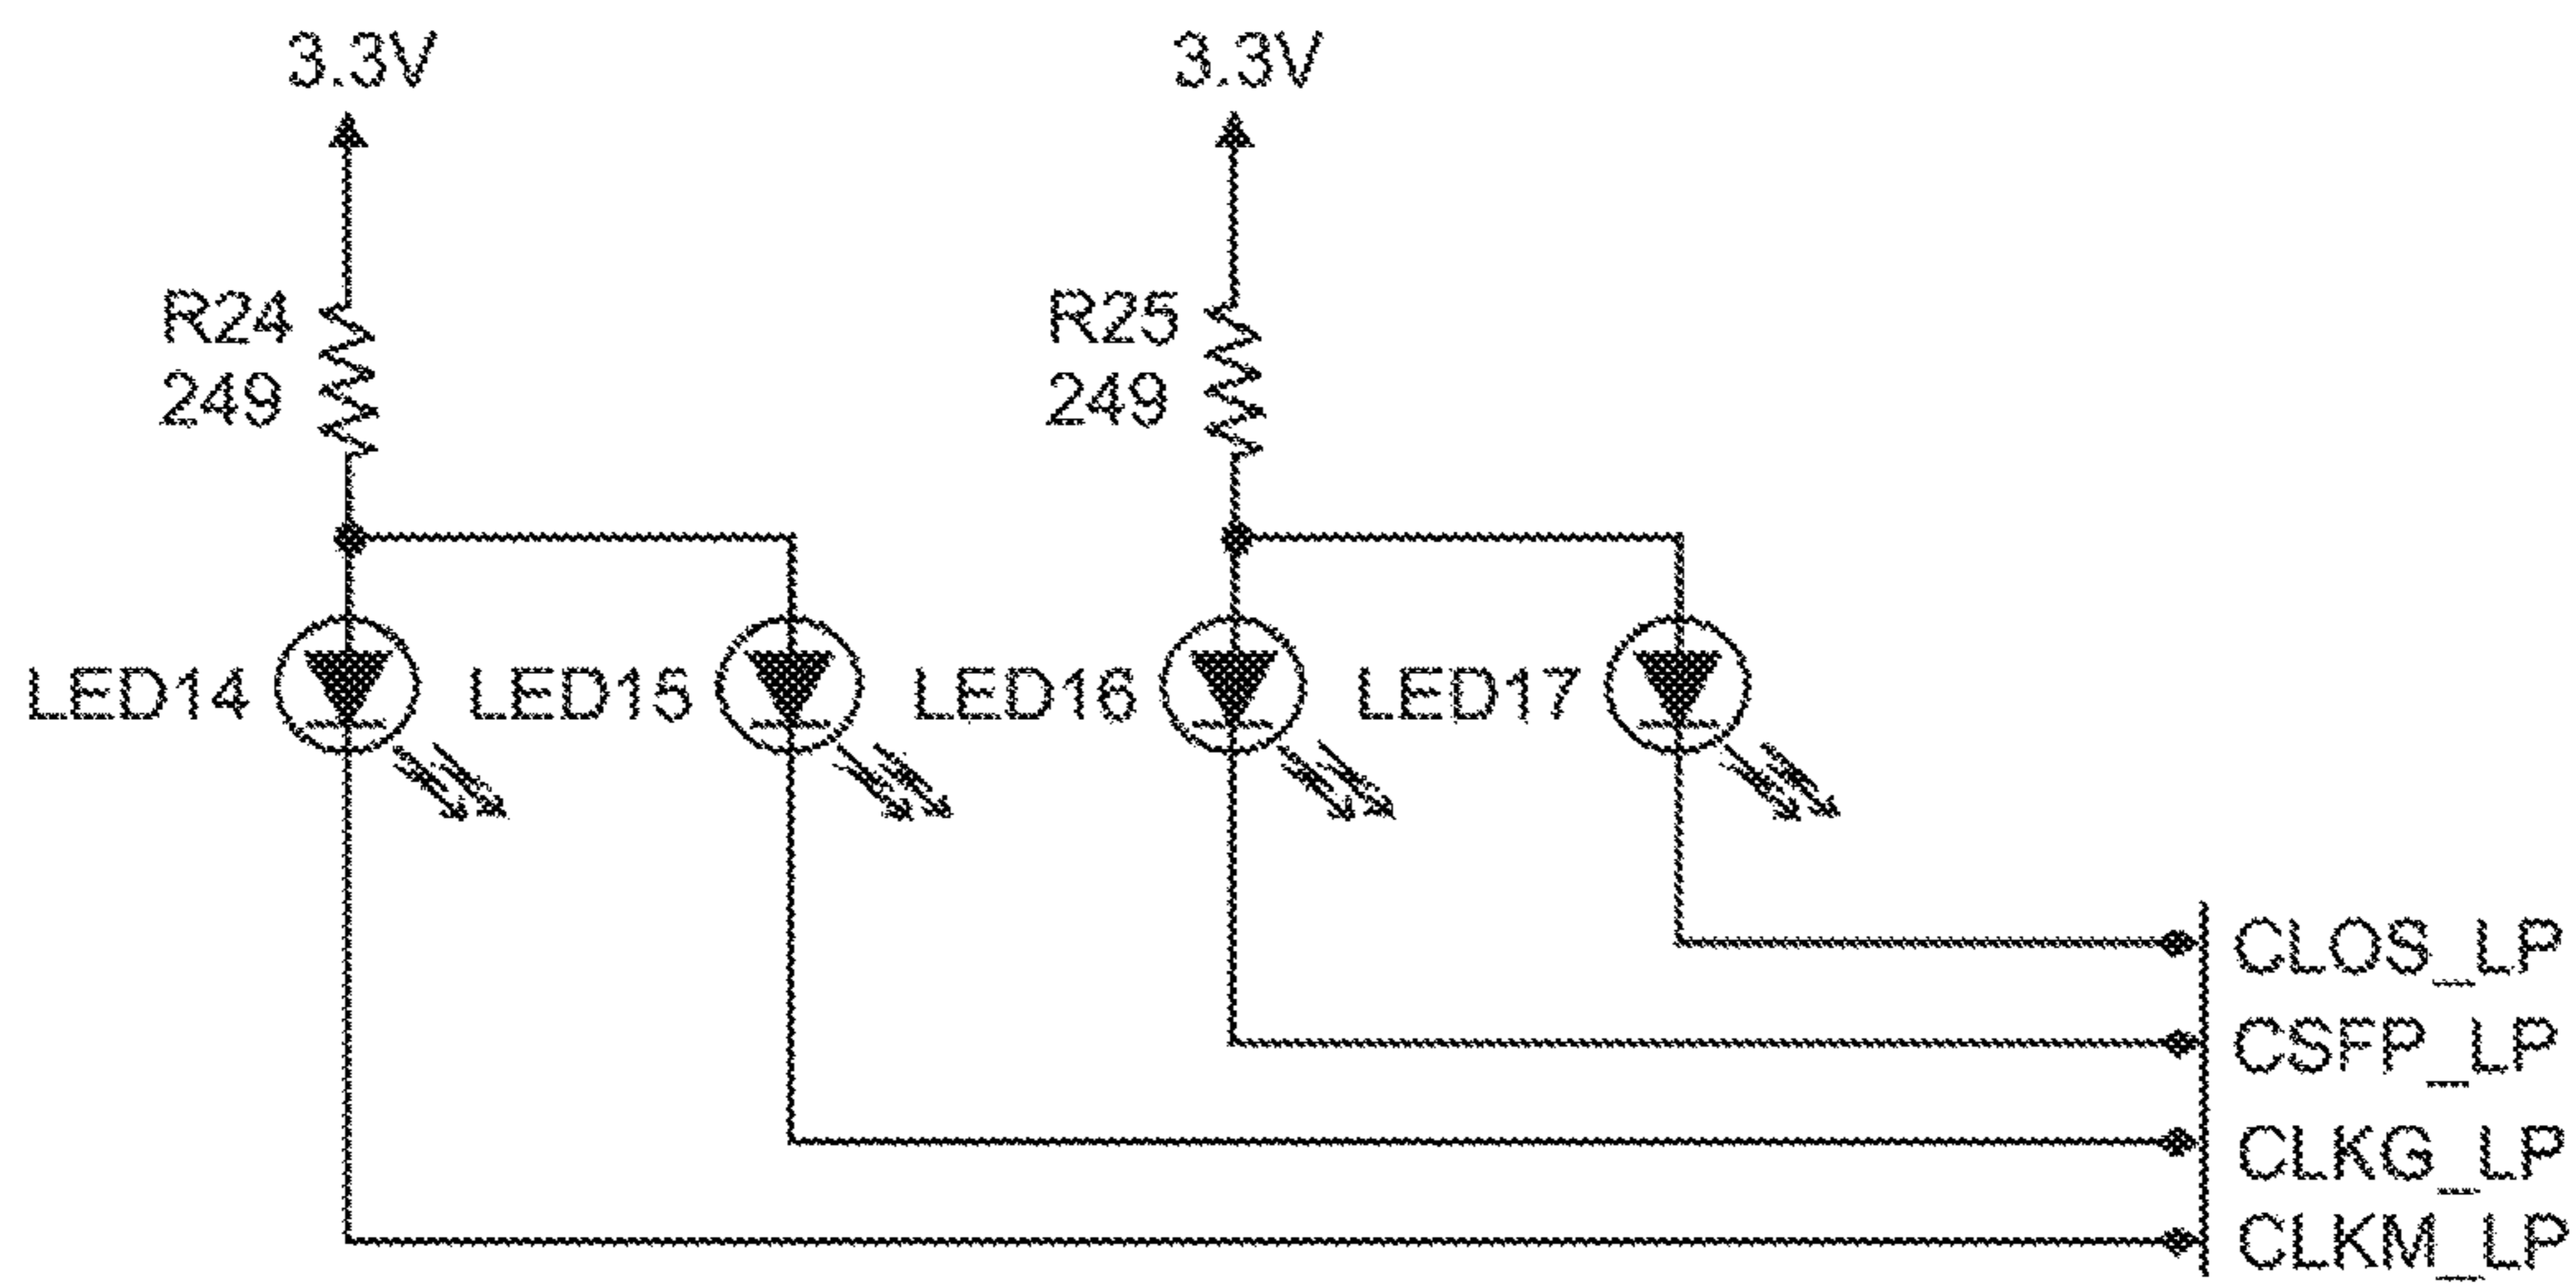 3.3V
3.3V
R24
249
R25
249
LED14
LED15
LED16
LED17
CLOS_LP
CSFP_LP
CLKG_LP
CLKM_LP